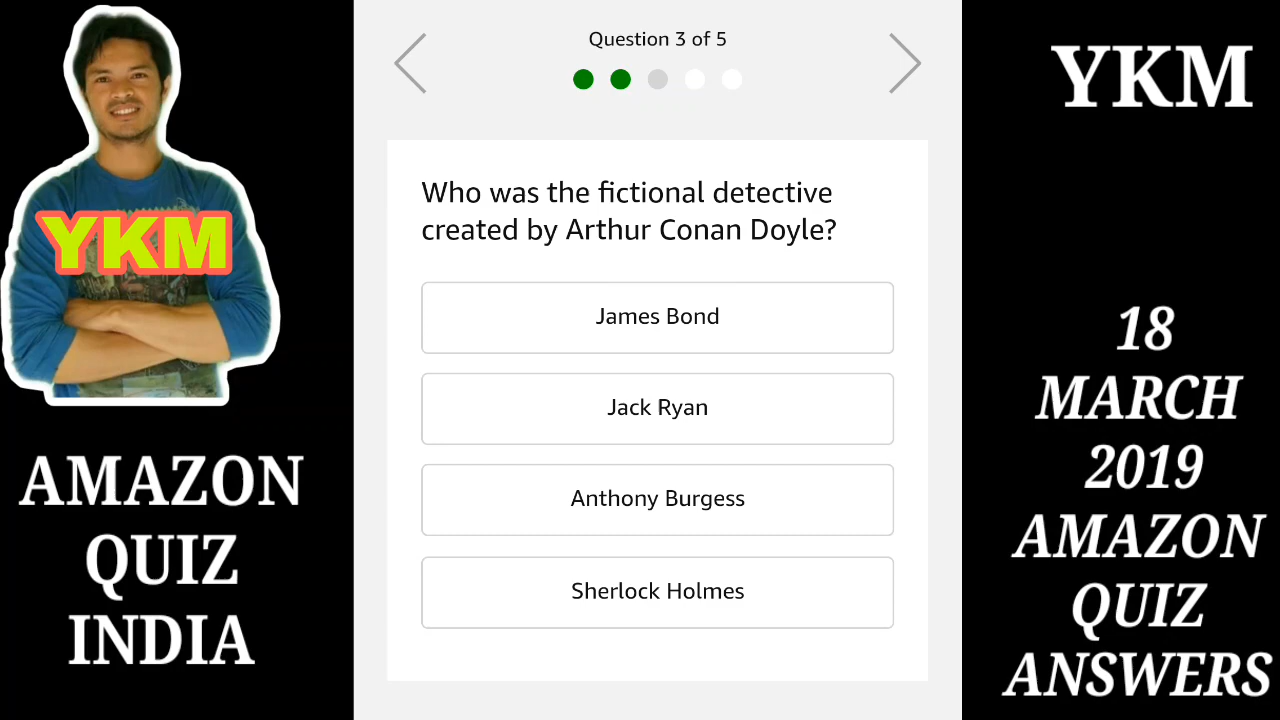 YKM
AMAZON
QUIZ
INDIA
Question 3 of 5
Who was the fictional detective
created by Arthur Conan Doyle?
James Bond
Jack Ryan
Anthony Burgess
Sherlock Holmes
YKM
18
MARCH
2019
AMAZON
QUIZ
ANSWERS